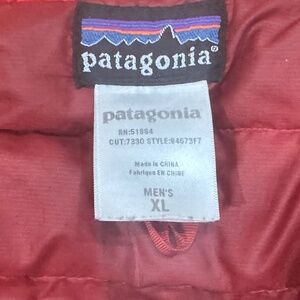 patagonia®
patagonia
RN:51884
CUT:7330 STYLE:84573F7
Made in CHINA
Fabriqué EN CHINE
MEN'S
XL